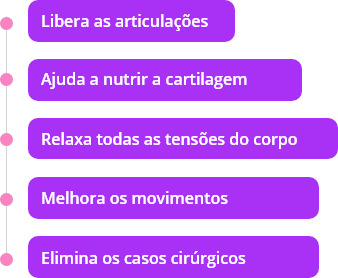 Libera as articulações
Ajuda a nutrir a cartilagem
Relaxa todas as tensões do corpo
Melhora os movimentos
Elimina os casos cirúrgicos